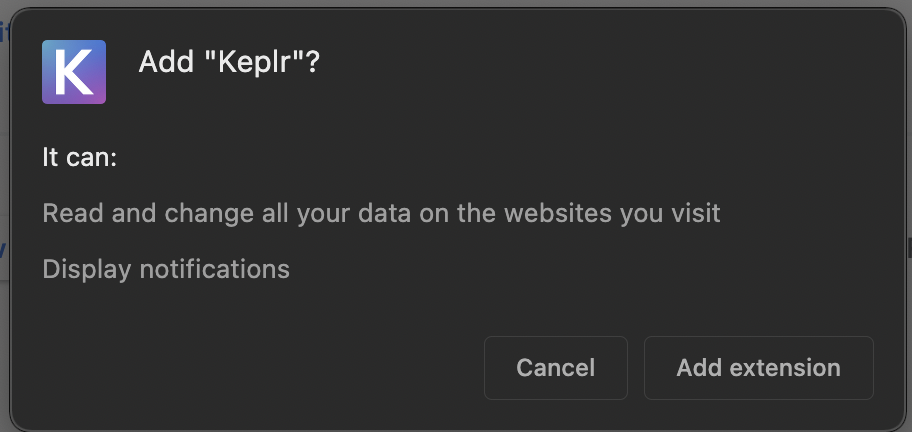 K
Add "Keplr"?
It can:
Read and change all your data on the websites you visit
Display notifications
Cancel
Add extension